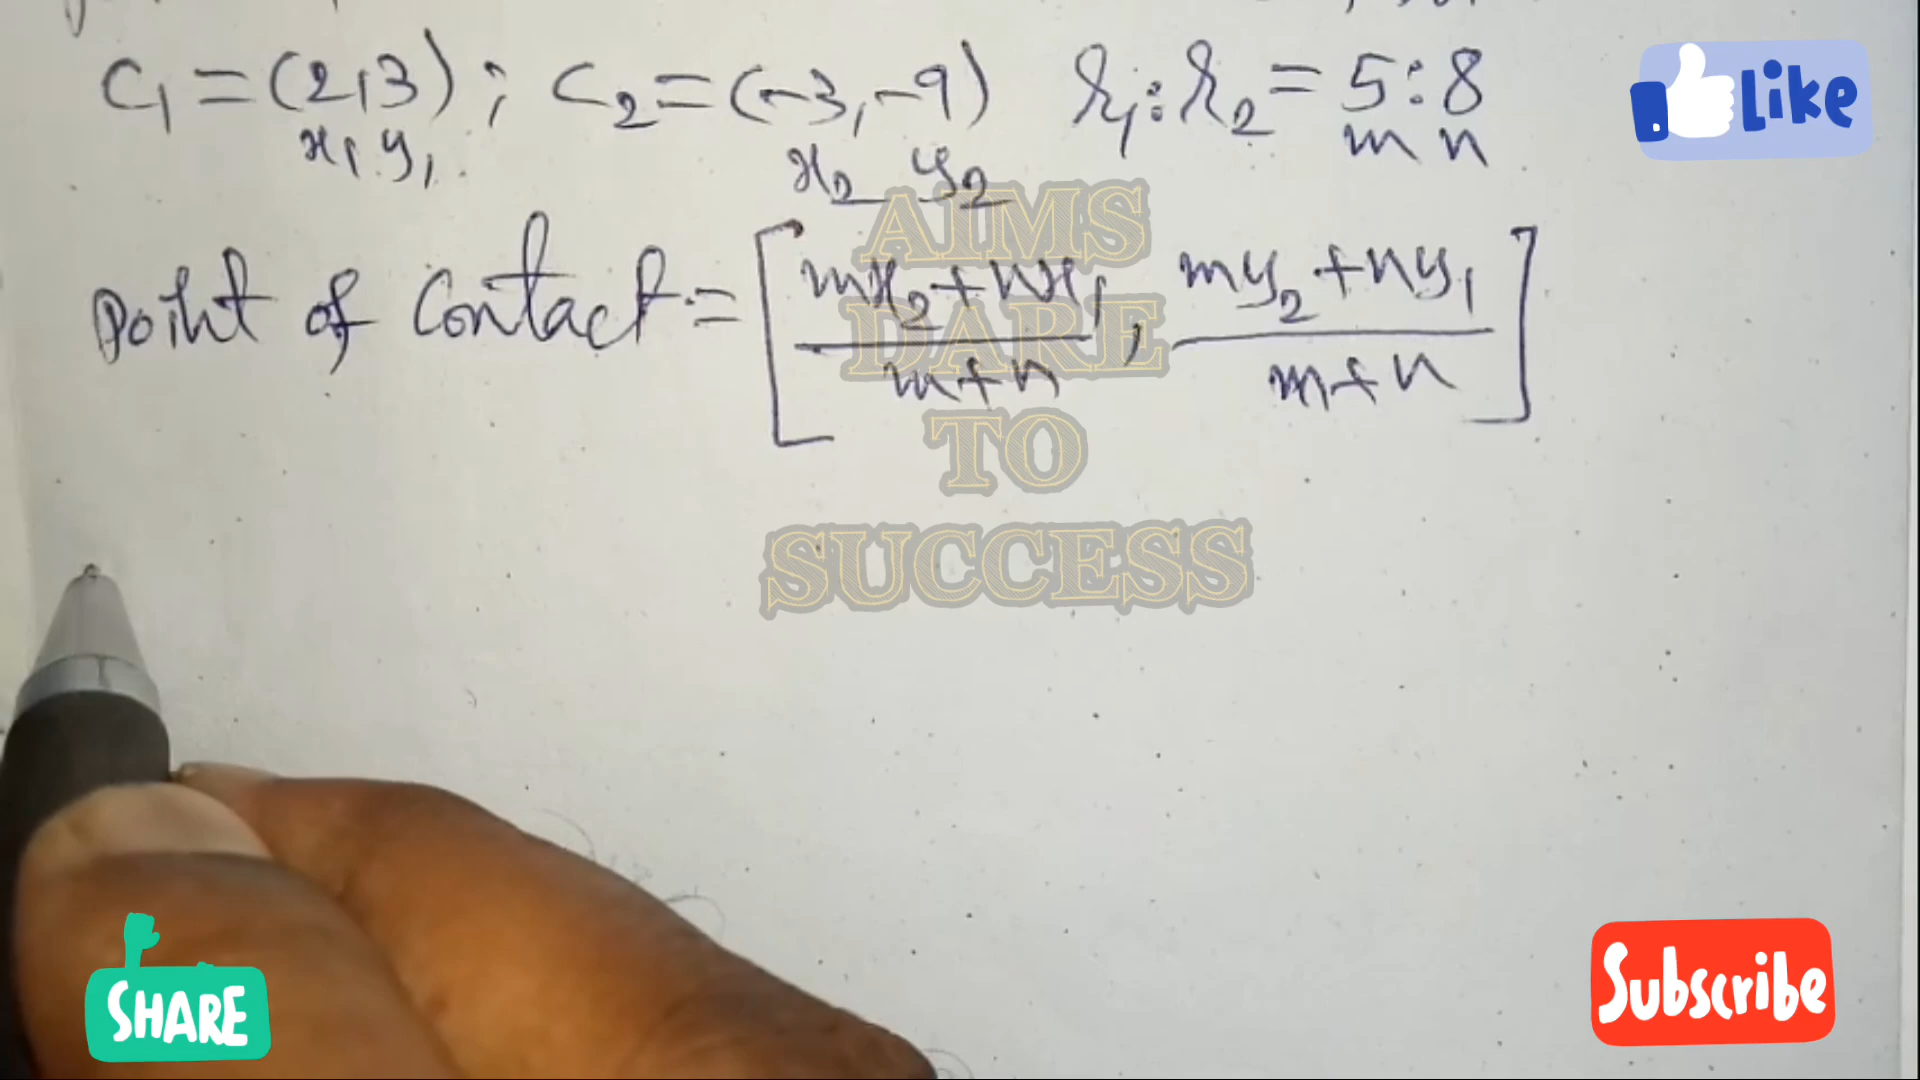 C₁ = (2,3) ; C₂ = (-3,-9) r₁:r₂ = 5:8
x₁ y₁ x₂ y₂ m n
Point of Contact = [ (mx₂+nx₁)/(m+n) , (my₂+ny₁)/(m+n) ]
Like
AIMS
DARE
TO
SUCCESS
SHARE
Subscribe